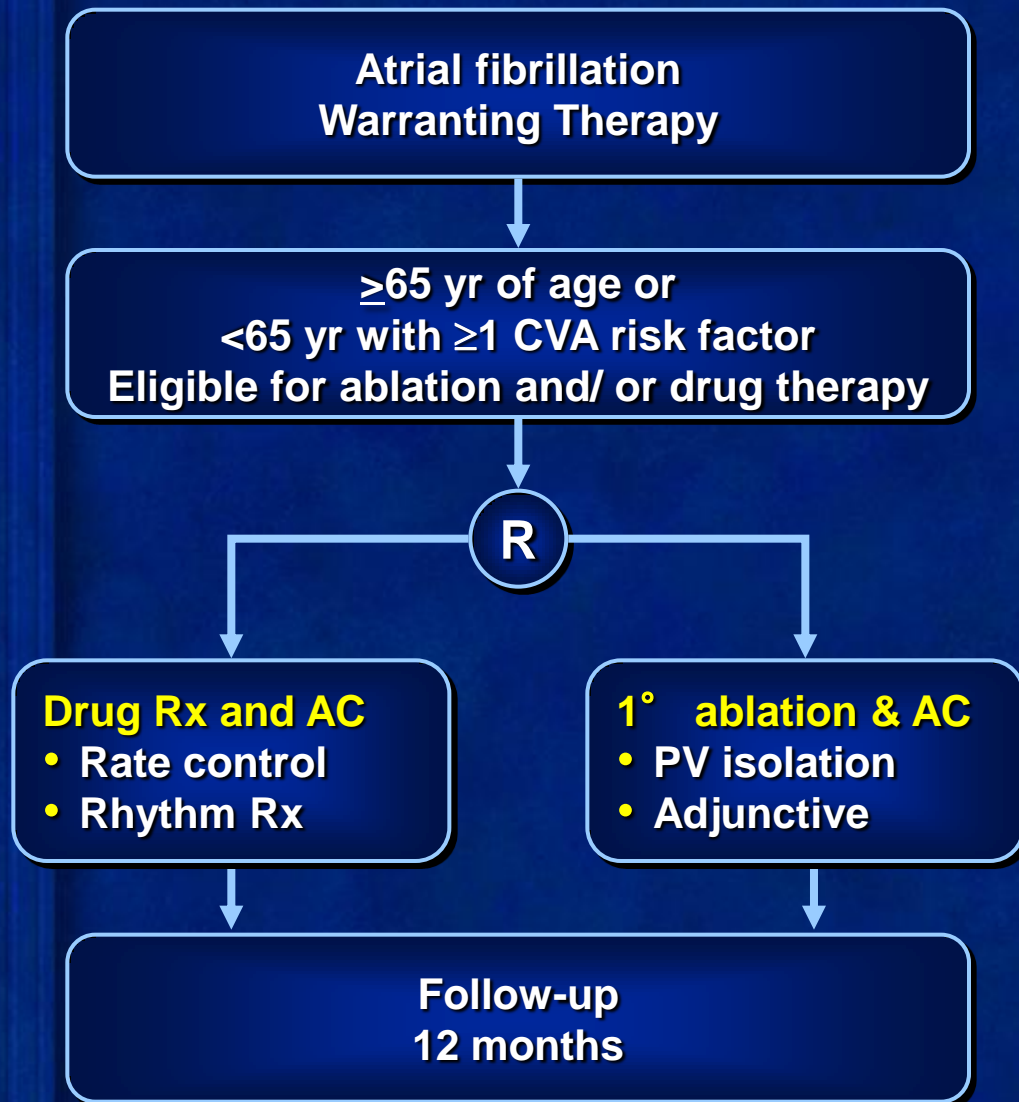 Atrial fibrillation
Warranting Therapy
≥65 yr of age or
<65 yr with ≥1 CVA risk factor
Eligible for ablation and/ or drug therapy
R
Drug Rx and AC
• Rate control
• Rhythm Rx
1° ablation & AC
• PV isolation
• Adjunctive
Follow-up
12 months